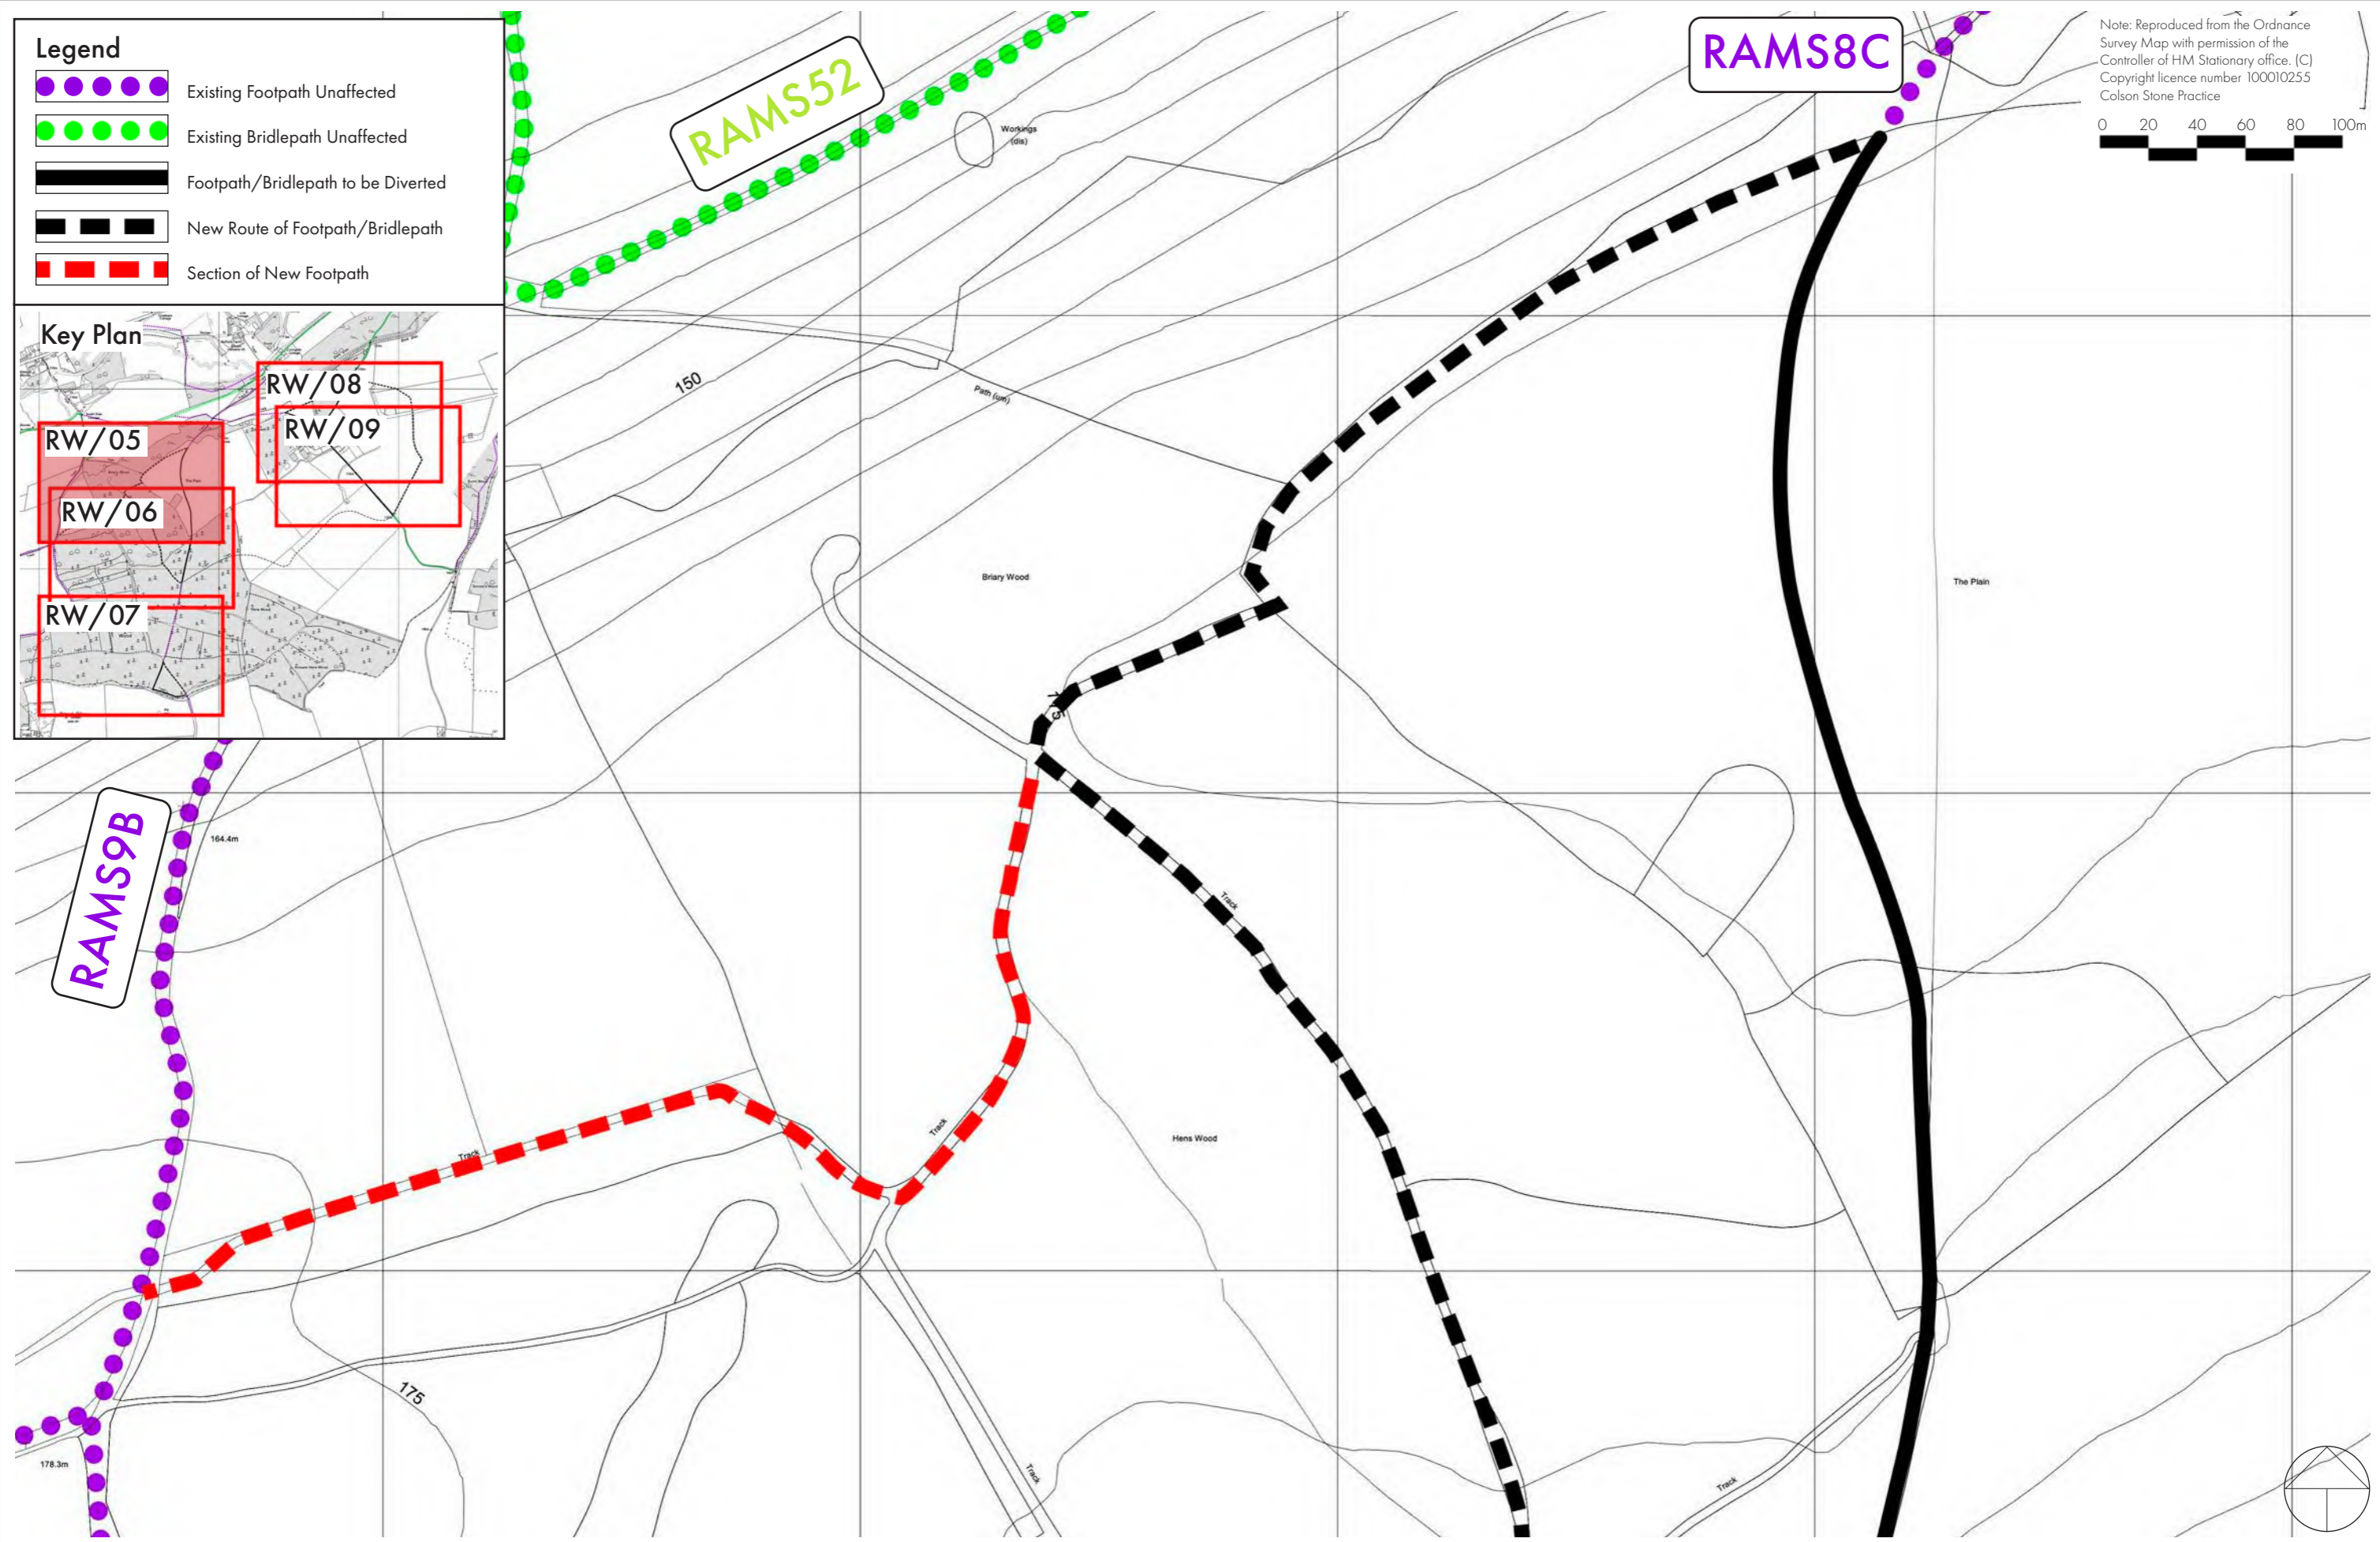 Legend
Existing Footpath Unaffected
Existing Bridlepath Unaffected
Footpath/Bridlepath to be Diverted
New Route of Footpath/Bridlepath
Section of New Footpath
Key Plan
RW/08
RW/09
RW/05
RW/06
RW/07
RAMS52
RAMS8C
Note: Reproduced from the Ordnance
Survey Map with permission of the
Controller of HM Stationary office. (C)
Copyright licence number 100010255
Colson Stone Practice
0 20 40 60 80 100m
Workings
(dis)
150
Path (um)
Briary Wood
The Plain
RAMS9B
164.4m
Track
Track
Track
Hens Wood
175
178.3m
Track
Track